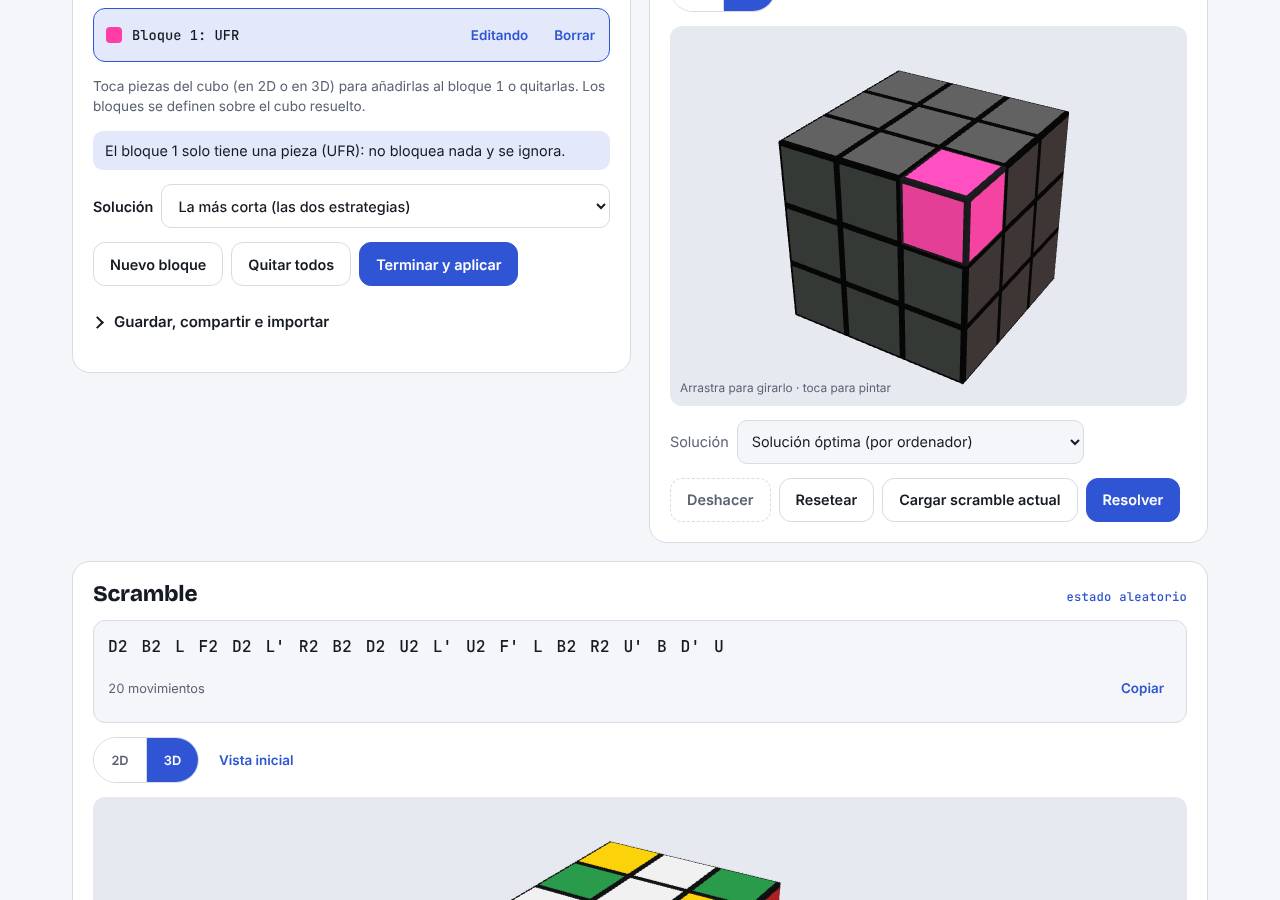 Bloque 1: UFR
Editando
Borrar
Toca piezas del cubo (en 2D o en 3D) para añadirlas al bloque 1 o quitarlas. Los
bloques se definen sobre el cubo resuelto.
El bloque 1 solo tiene una pieza (UFR): no bloquea nada y se ignora.
Solución
La más corta (las dos estrategias)
Nuevo bloque
Quitar todos
Terminar y aplicar
Guardar, compartir e importar
Arrastra para girarlo · toca para pintar
Solución
Solución óptima (por ordenador)
Deshacer
Resetear
Cargar scramble actual
Resolver
Scramble
estado aleatorio
D2 B2 L F2 D2 L' R2 B2 D2 U2 L' U2 F' L B2 R2 U' B D' U
20 movimientos
Copiar
2D
3D
Vista inicial